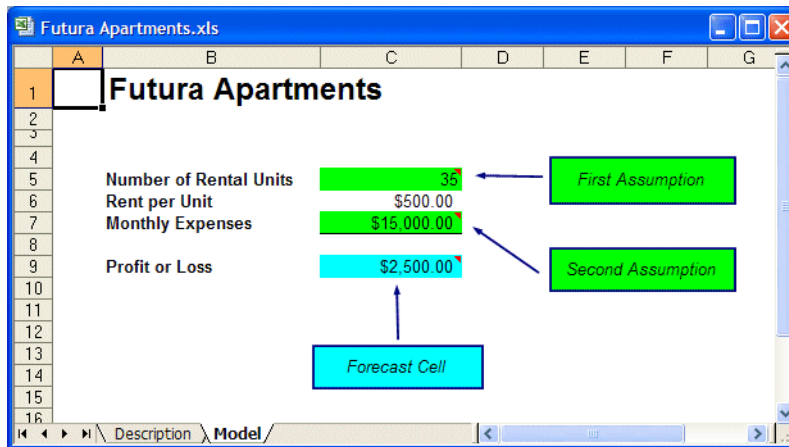 Futura Apartments.xls
A B C D E F G
1 Futura Apartments
2
3
4
5 Number of Rental Units 35 First Assumption
6 Rent per Unit $500.00
7 Monthly Expenses $15,000.00
8
9 Profit or Loss $2,500.00 Second Assumption
10
11
12
13
14 Forecast Cell
15
16
Description Model